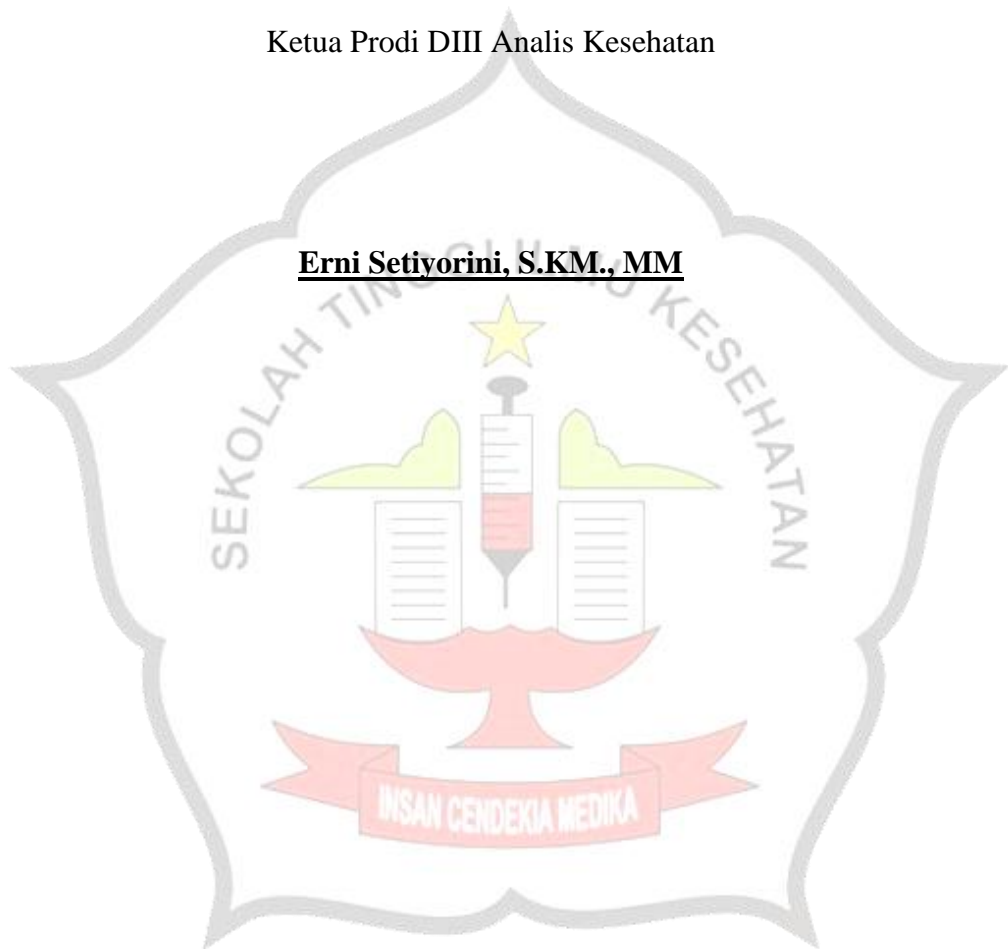 Ketua Prodi DIII Analis Kesehatan
Erni Setiyorini, S.KM., MM
SEKOLAH TINGGI ILMU KESEHATAN
INSAN CENDEKIA MEDIKA